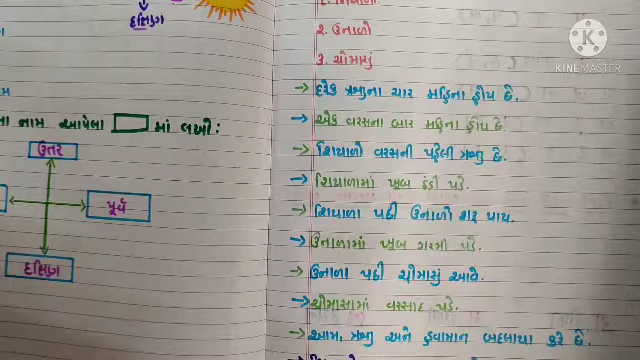 દક્ષિણ
ના નામ આપેલા માં લખો:
ઉત્તર
પૂર્વ
દક્ષિણ
૨. ઉનાળો
૩. ચોમાસું
→ દરેક ઋતુના ચાર મહિના હોય છે.
→ એક વરસના બાર મહિના હોય છે.
→ શિયાળો વરસની પહેલી ઋતુ છે.
→ શિયાળામાં ખુબ ઠંડી પડે.
→ શિયાળા પછી ઉનાળો શરૂ થાય.
→ ઉનાળામાં ખુબ ગરમી પડે.
→ ઉનાળા પછી ચોમાસું આવે.
→ ચોમાસામાં વરસાદ પડે.
→ આમ, ઋતુ અને હવામાન બદલાયા કરે છે.
KINEMASTER